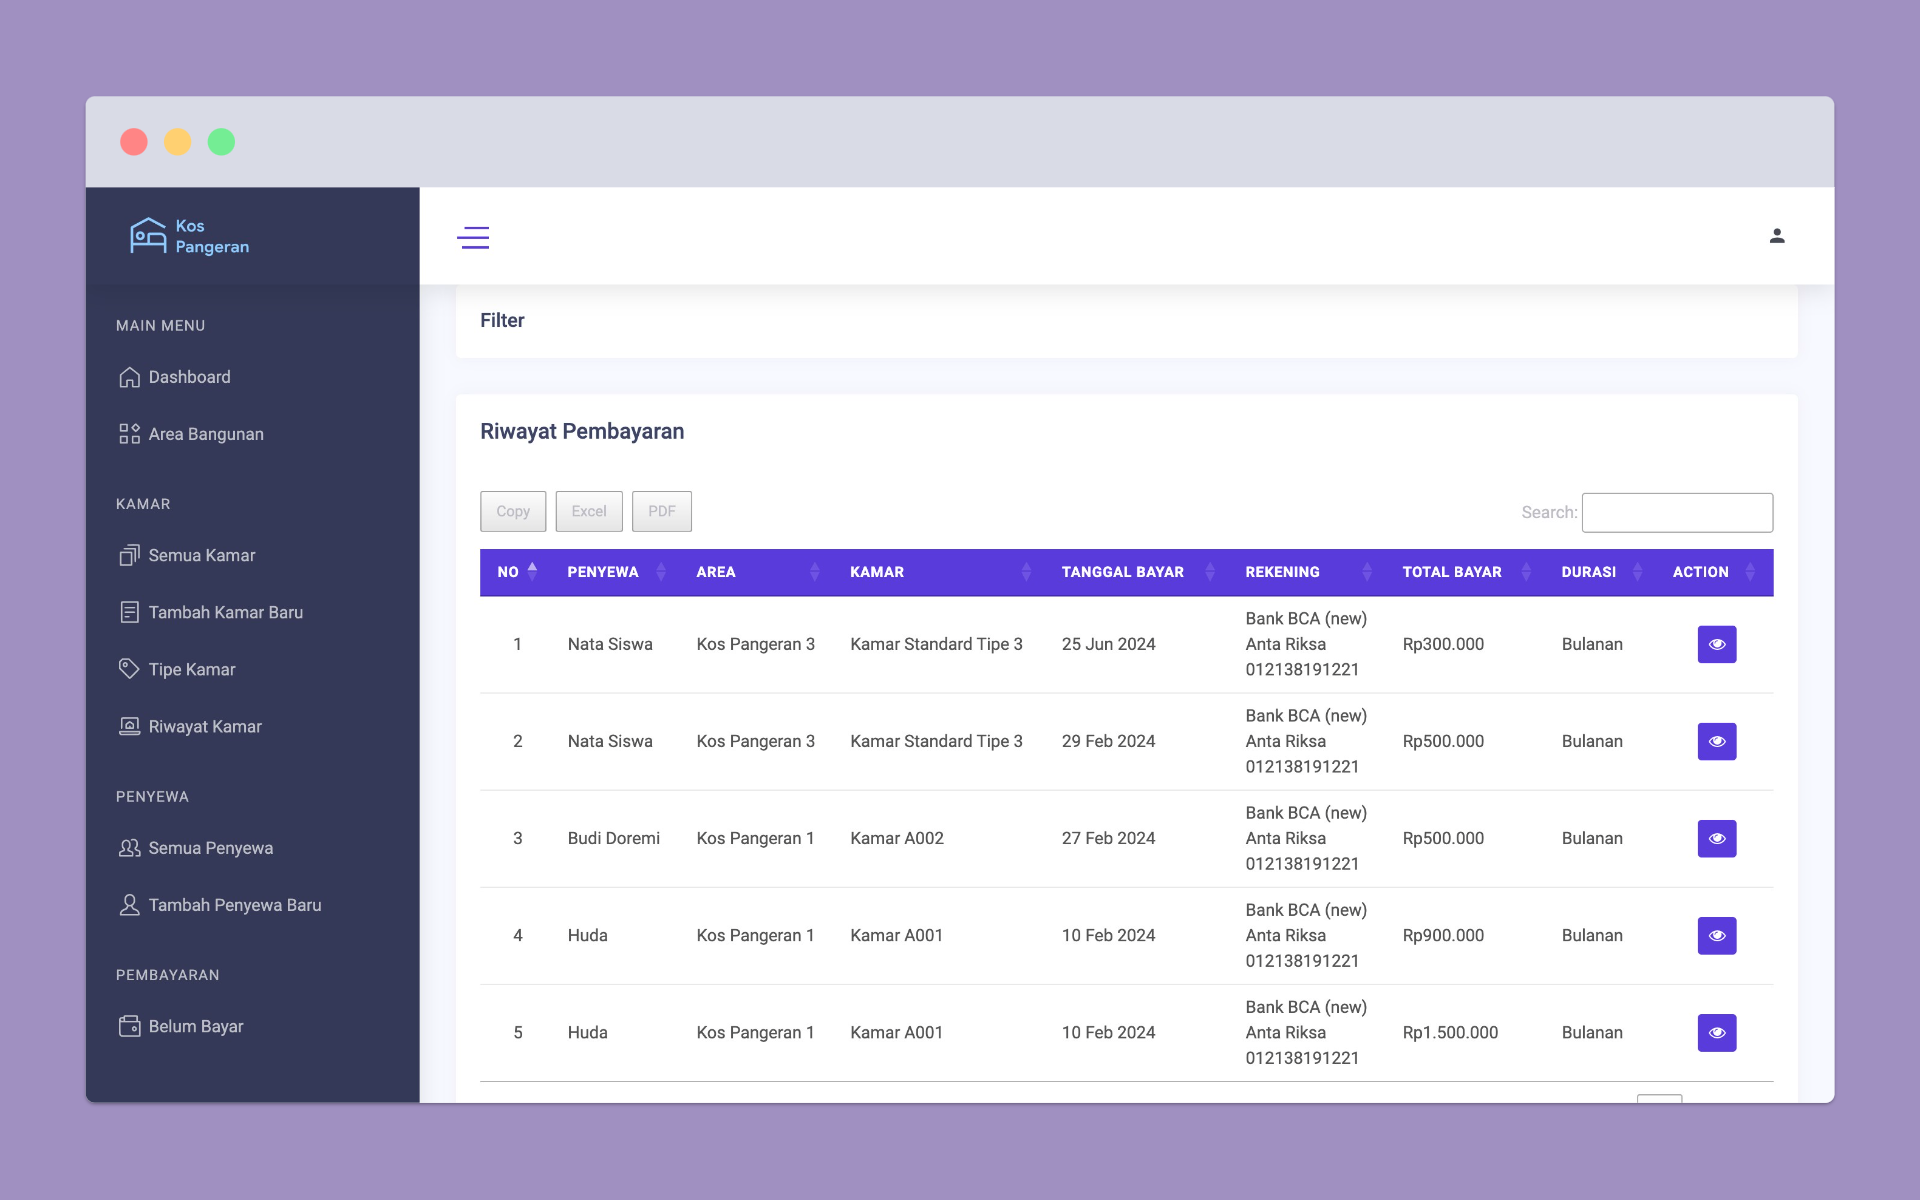 Kos
Pangeran
MAIN MENU
Dashboard
Area Bangunan
KAMAR
Semua Kamar
Tambah Kamar Baru
Tipe Kamar
Riwayat Kamar
PENYEWA
Semua Penyewa
Tambah Penyewa Baru
PEMBAYARAN
Belum Bayar
Filter
Riwayat Pembayaran
Copy Excel PDF Search:
NO PENYEWA AREA KAMAR TANGGAL BAYAR REKENING TOTAL BAYAR DURASI ACTION
Bank BCA (new)
1 Nata Siswa Kos Pangeran 3 Kamar Standard Tipe 3 25 Jun 2024 Anta Riksa Rp300.000 Bulanan
012138191221
Bank BCA (new)
2 Nata Siswa Kos Pangeran 3 Kamar Standard Tipe 3 29 Feb 2024 Anta Riksa Rp500.000 Bulanan
012138191221
Bank BCA (new)
3 Budi Doremi Kos Pangeran 1 Kamar A002 27 Feb 2024 Anta Riksa Rp500.000 Bulanan
012138191221
Bank BCA (new)
4 Huda Kos Pangeran 1 Kamar A001 10 Feb 2024 Anta Riksa Rp900.000 Bulanan
012138191221
Bank BCA (new)
5 Huda Kos Pangeran 1 Kamar A001 10 Feb 2024 Anta Riksa Rp1.500.000 Bulanan
012138191221